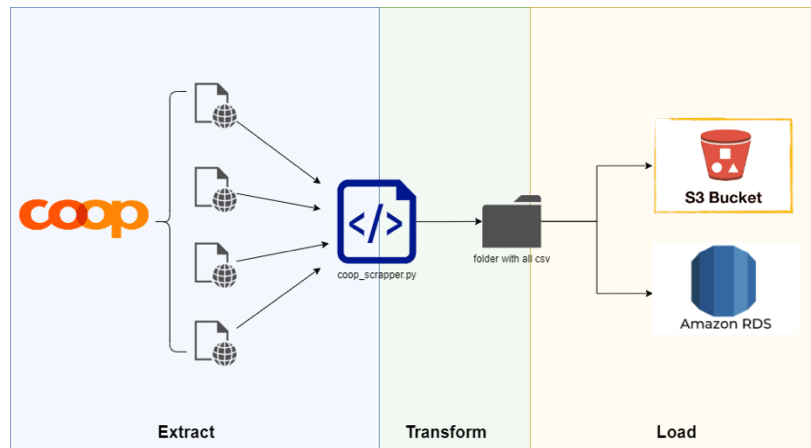 coop
</>
coop_scrapper.py
folder with all csv
S3 Bucket
Amazon RDS
Extract
Transform
Load